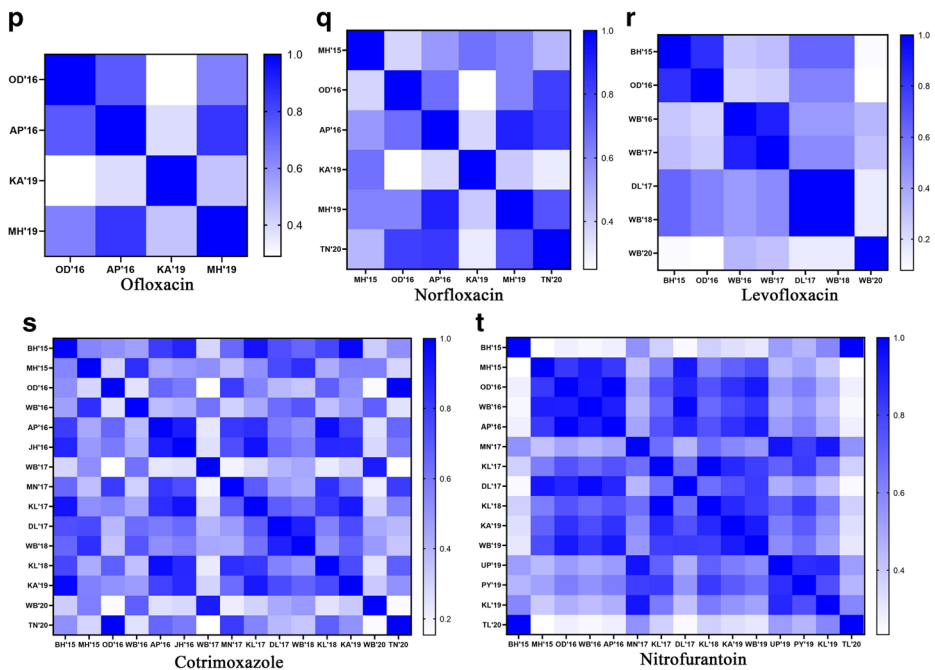 p
OD'16
AP'16
KA'19
MH'19
OD'16 AP'16 KA'19 MH'19
Ofloxacin
1.0
0.8
0.6
0.4
q
MH'15
OD'16
AP'16
KA'19
MH'19
TN'20
MH'15 OD'16 AP'16 KA'19 MH'19 TN'20
Norfloxacin
1.0
0.8
0.6
0.4
r
BH'15
OD'16
WB'16
WB'17
DL'17
WB'18
WB'20
BH'15 OD'16 WB'16 WB'17 DL'17 WB'18 WB'20
Levofloxacin
1.0
0.8
0.6
0.4
0.2
s
BH'15
MH'15
OD'16
WB'16
AP'16
JH'16
WB'17
MN'17
KL'17
DL'17
WB'18
KL'18
KA'19
WB'20
TN'20
BH'15 MH'15 OD'16 WB'16 AP'16 JH'16 WB'17 MN'17 KL'17 DL'17 WB'18 KL'18 KA'19 WB'20 TN'20
Cotrimoxazole
1.0
0.8
0.6
0.4
0.2
t
BH'15
MH'15
OD'16
WB'16
AP'16
MN'17
KL'17
DL'17
KL'18
KA'19
WB'19
UP'19
PY'19
KL'19
TL'20
BH'15 MH'15 OD'16 WB'16 AP'16 MN'17 KL'17 DL'17 KL'18 KA'19 WB'19 UP'19 PY'19 KL'19 TL'20
Nitrofurantoin
1.0
0.8
0.6
0.4